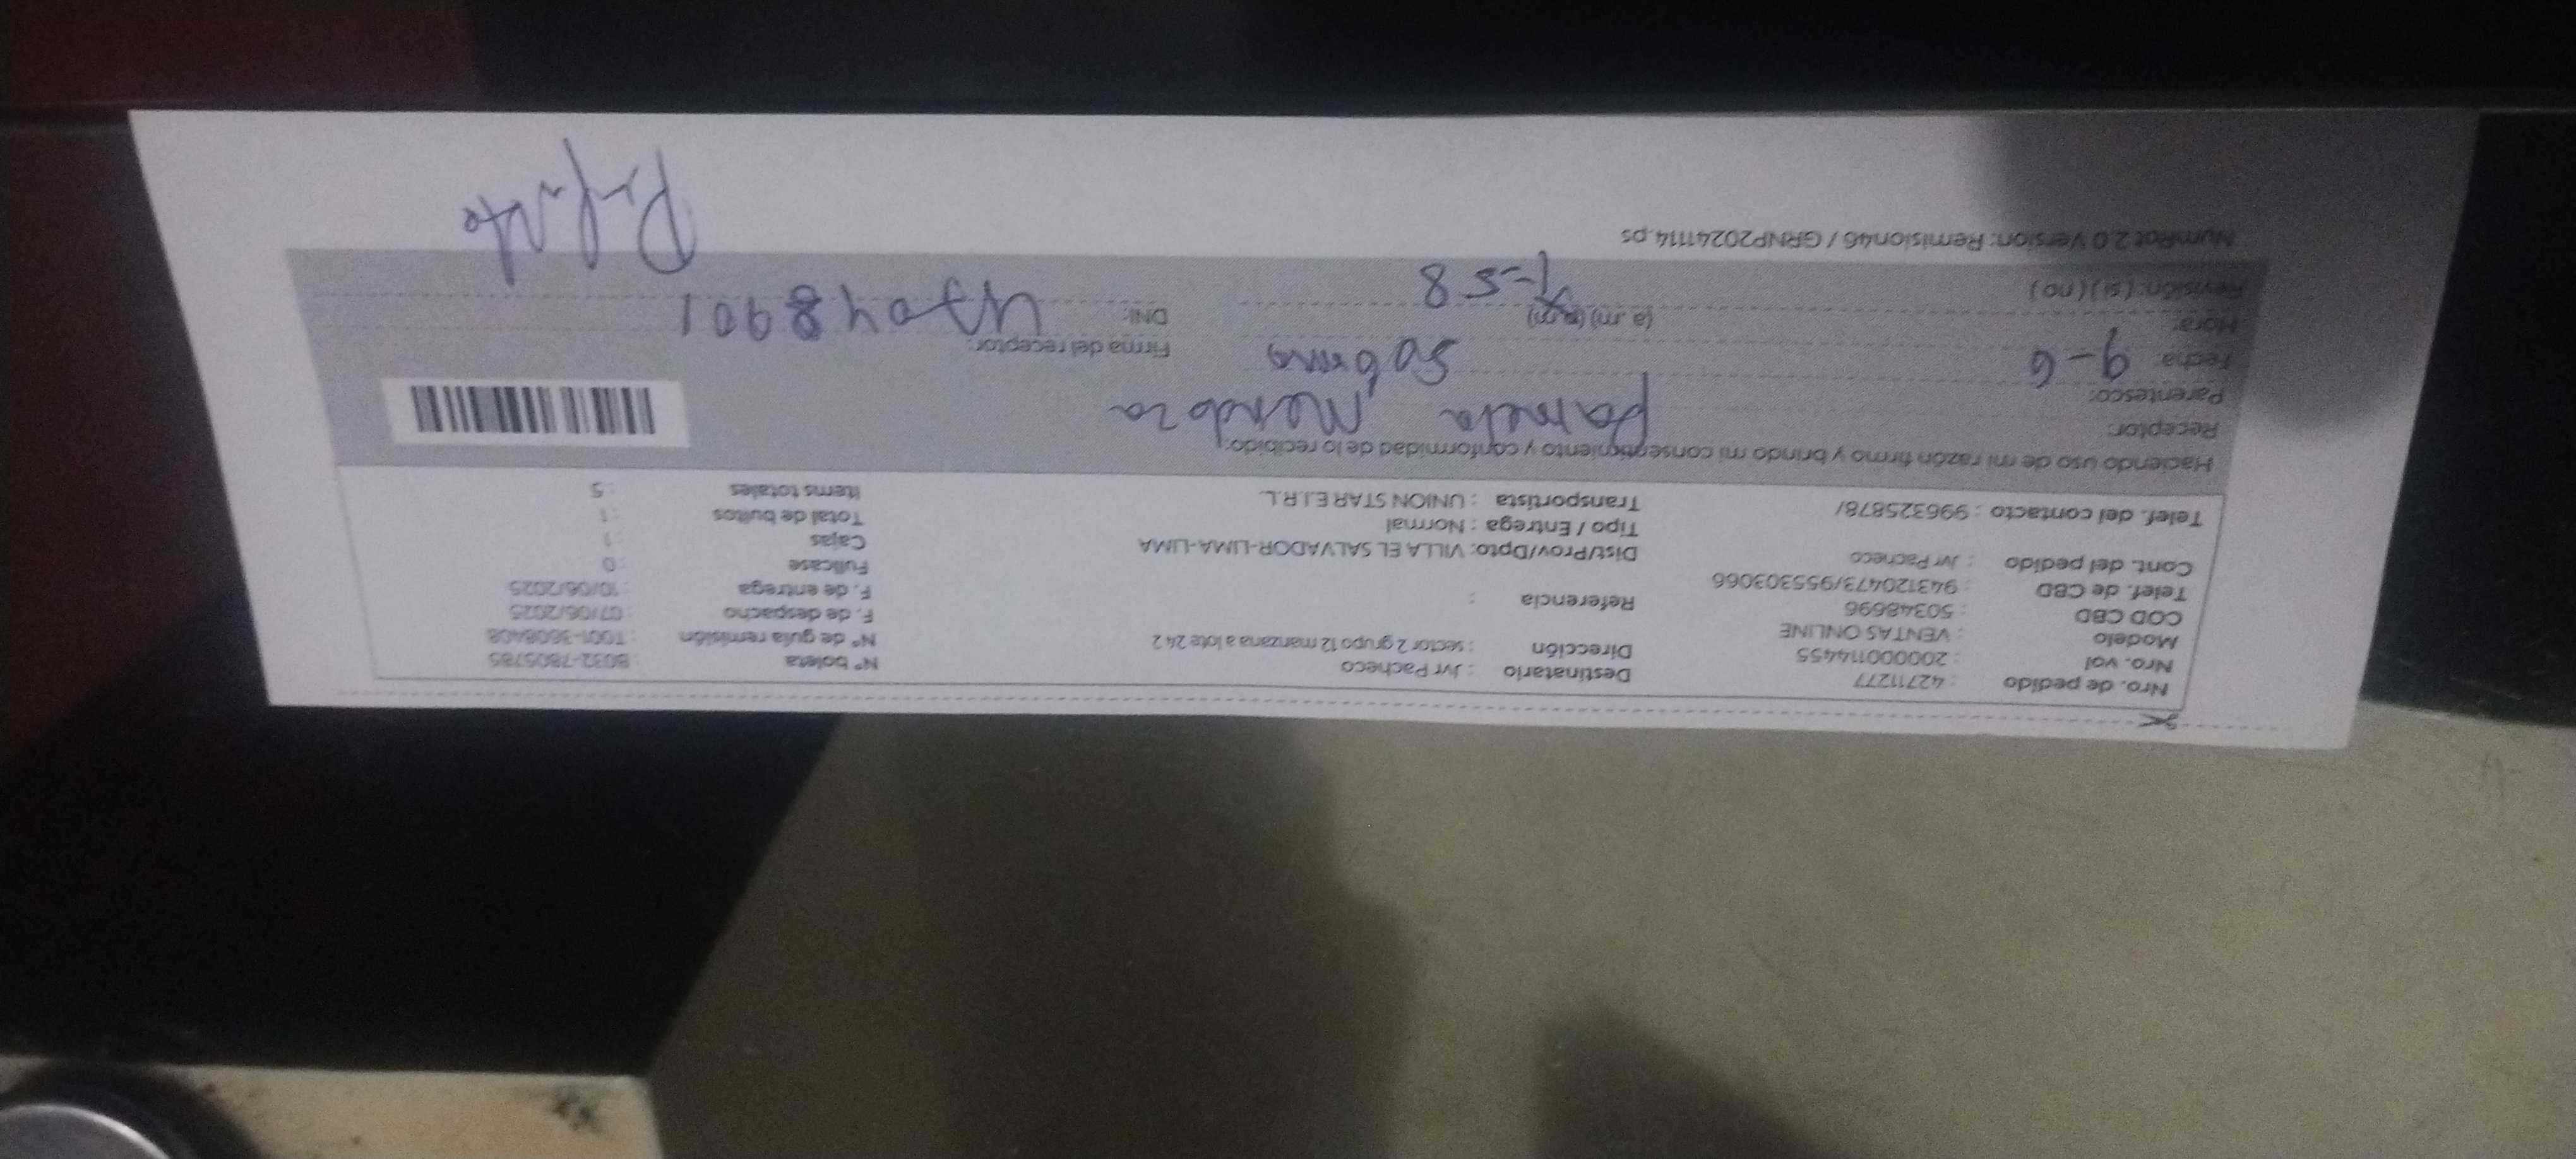 Nro. de pedido : 42711277 Destinatario : Jvr Pacheco N° boleta : B032-7805785
Nro. vol : 200000114455 Dirección : sector 2 grupo 12 manzana a lote 24 2 N° de guía remisión : T001-3608408
Modelo : VENTAS ONLINE F. de despacho : 07/06/2025
COD CBD : 50348696 Referencia : F. de entrega : 10/06/2025
Telef. de CBD : 943120473/955303066 Fullcase : 0
Cont. del pedido : Jvr Pacheco Dist/Prov/Dpto: VILLA EL SALVADOR-LIMA-LIMA Cajas : 1
Tipo / Entrega : Normal Total de bultos : 1
Telef. del contacto : 996325878/ Transportista : UNION STAR E.I.R.L. Items totales : 5
Haciendo uso de mi razón firmo y brindo mi consentimiento y conformidad de lo recibido:
Receptor: Pamela Mendoza
Parentesco: Sobrina
Fecha: 9-6 Firma del receptor:
Hora: 1-58 (a.m) (p.m) DNI: 47048901
Revisión: ( si ) ( no )
NumRot 2.0 Version: Remision46 / GRNP20241114.ps